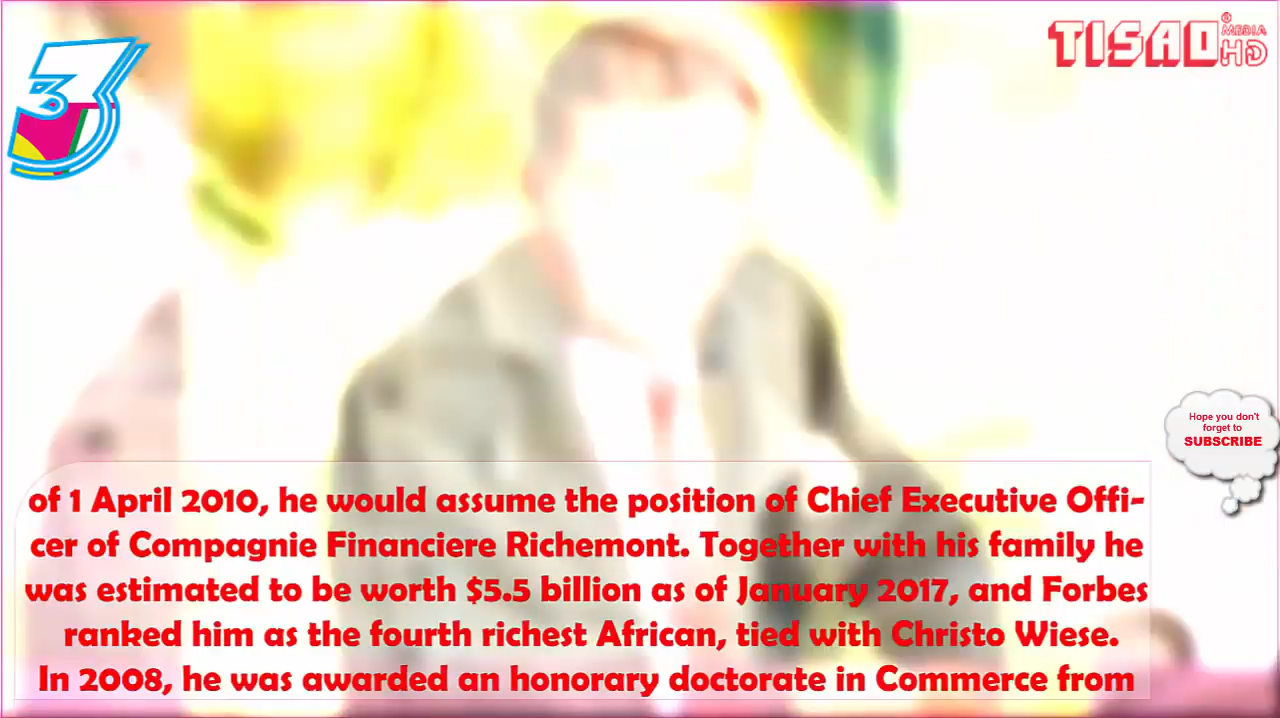 3
TISAO® MEDIA HD
Hope you don't
forget to
SUBSCRIBE
of 1 April 2010, he would assume the position of Chief Executive Offi-
cer of Compagnie Financiere Richemont. Together with his family he
was estimated to be worth $5.5 billion as of January 2017, and Forbes
ranked him as the fourth richest African, tied with Christo Wiese.
In 2008, he was awarded an honorary doctorate in Commerce from